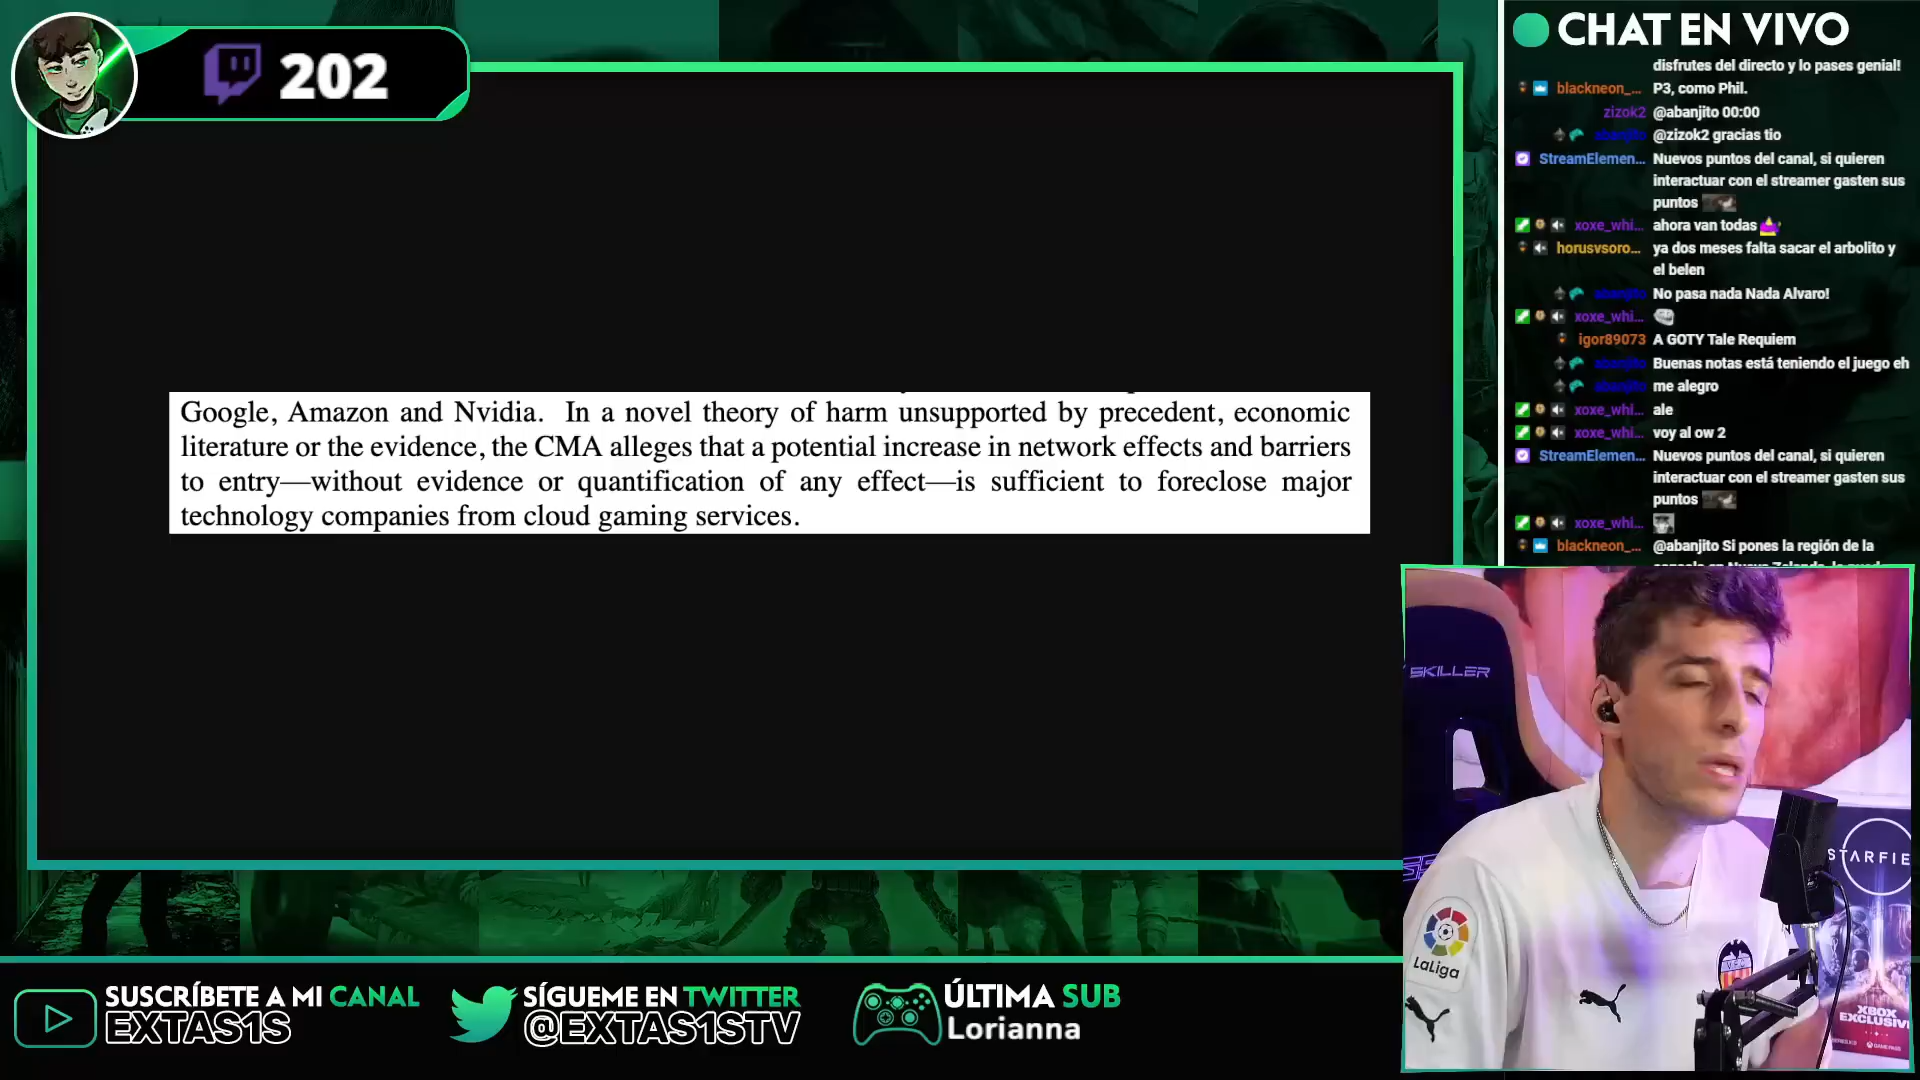 202
Google, Amazon and Nvidia. In a novel theory of harm unsupported by precedent, economic
literature or the evidence, the CMA alleges that a potential increase in network effects and barriers
to entry—without evidence or quantification of any effect—is sufficient to foreclose major
technology companies from cloud gaming services.
CHAT EN VIVO
disfrutes del directo y lo pases genial!
blackneon_... P3, como Phil.
zizok2 @abanjito 00:00
abanjito @zizok2 gracias tio
StreamElemen... Nuevos puntos del canal, si quieren
interactuar con el streamer gasten sus
puntos
xoxe_whi... ahora van todas
horusvsoro... ya dos meses falta sacar el arbolito y
el belen
abanjito No pasa nada Nada Alvaro!
xoxe_whi...
igor89073 A GOTY Tale Requiem
abanjito Buenas notas está teniendo el juego eh
abanjito me alegro
xoxe_whi... ale
xoxe_whi... voy al ow 2
StreamElemen... Nuevos puntos del canal, si quieren
interactuar con el streamer gasten sus
puntos
xoxe_whi...
blackneon_... @abanjito Si pones la región de la
SKILLER
STARFIE
LaLiga
XBOX
EXCLUSIV
SUSCRÍBETE A MI CANAL
EXTAS1S
SÍGUEME EN TWITTER
@EXTAS1STV
ÚLTIMA SUB
Lorianna